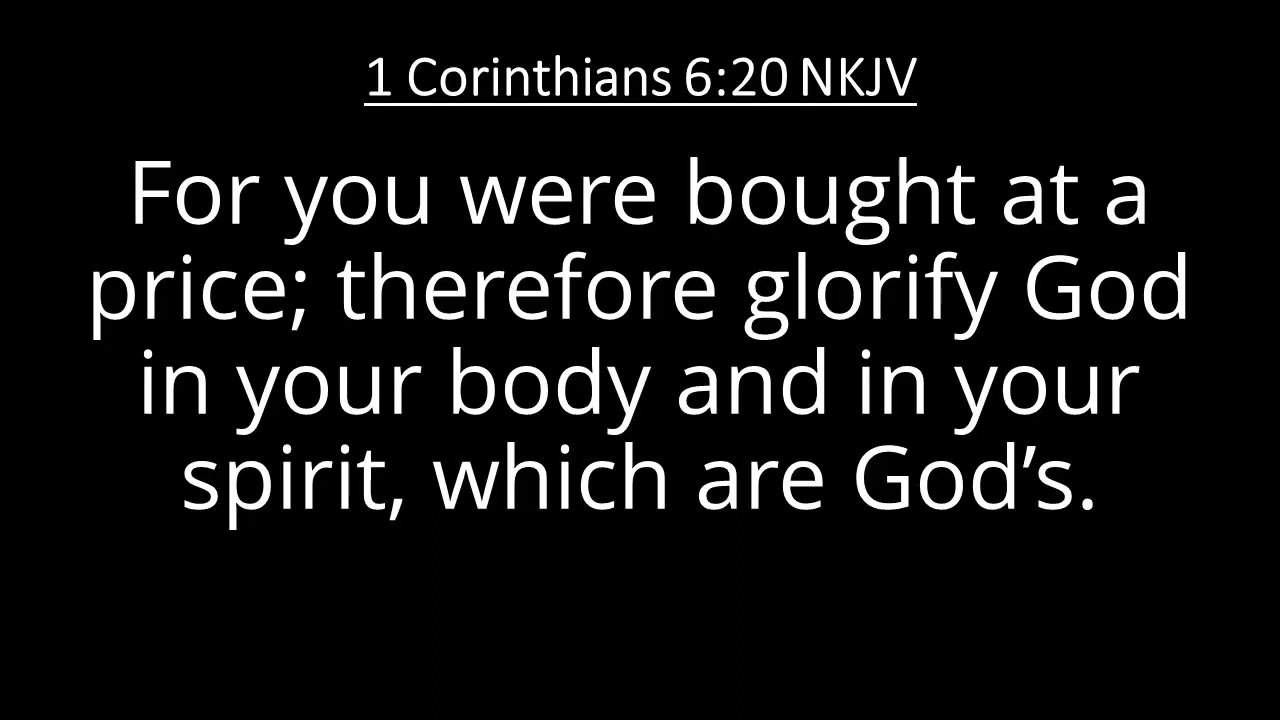 1 Corinthians 6:20 NKJV
For you were bought at a
price; therefore glorify God
in your body and in your
spirit, which are God’s.